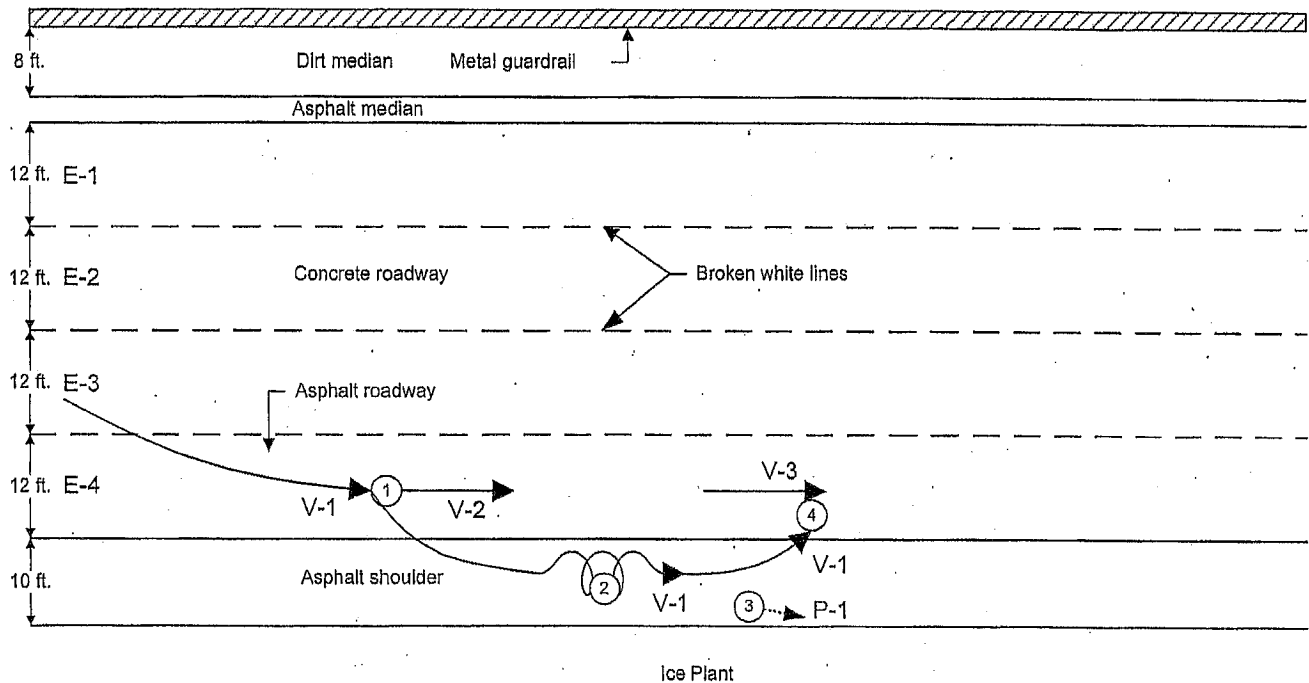 8 ft.
Dirt median
Metal guardrail
Asphalt median
12 ft. E-1
12 ft. E-2
Concrete roadway
Broken white lines
12 ft. E-3
Asphalt roadway
12 ft. E-4
V-1
1
V-2
V-3
4
10 ft.
Asphalt shoulder
2
V-1
V-1
3
P-1
Ice Plant